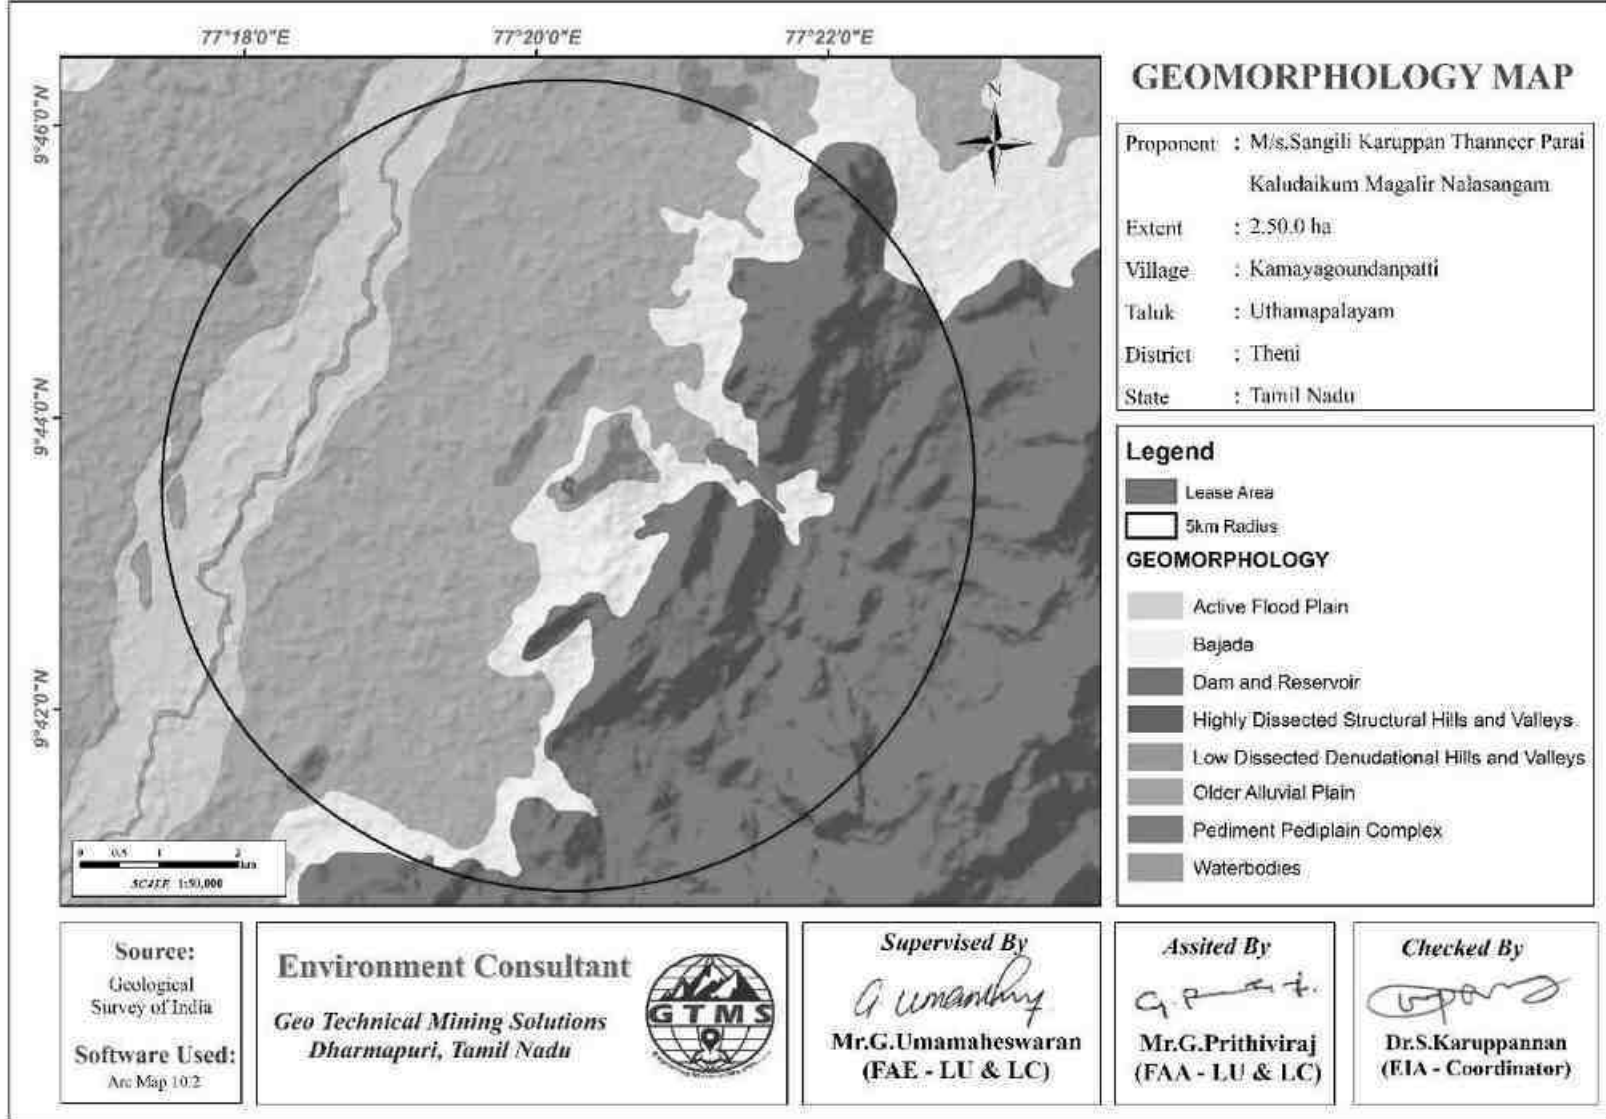 77°18'0"E
77°20'0"E
77°22'0"E
9°46'0"N
9°44'0"N
9°42'0"N
N
0 0.5 1 2
km
SCALE 1:50,000
GEOMORPHOLOGY MAP
Proponent : M/s.Sangili Karuppan Thanneer Parai
Kaludaikum Magalir Nalasangam
Extent : 2.50.0 ha
Village : Kamayagoundanpatti
Taluk : Uthamapalayam
District : Theni
State : Tamil Nadu
Legend
Lease Area
5km Radius
GEOMORPHOLOGY
Active Flood Plain
Bajada
Dam and Reservoir
Highly Dissected Structural Hills and Valleys
Low Dissected Denudational Hills and Valleys
Older Alluvial Plain
Pediment Pediplain Complex
Waterbodies
Source:
Geological
Survey of India
Software Used:
Arc Map 10.2
Environment Consultant
Geo Technical Mining Solutions
Dharmapuri, Tamil Nadu
GTMS
Supervised By
Mr.G.Umamaheswaran
(FAE - LU & LC)
Assited By
Mr.G.Prithiviraj
(FAA - LU & LC)
Checked By
Dr.S.Karuppannan
(EIA - Coordinator)